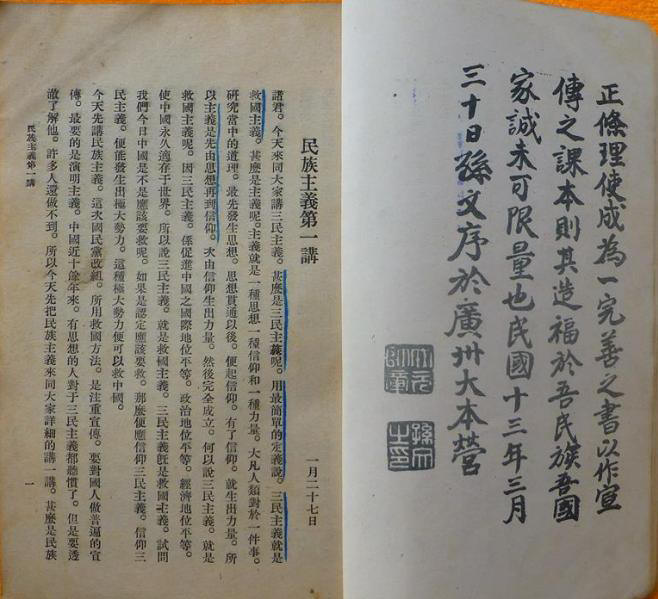 正條理使成為一完善之書以作宣
傳之課本則其造福於吾民族吾國
家誠未可限量也民國十三年三月
三十日孫文序於廣州大本營
大元帥章
孫文之印
民族主義第一講
一月二十七日
諸君。今天來同大家講三民主義。甚麼是三民主義呢。用最簡單的定義說。三民主義就是
救國主義。甚麼是主義呢。主義就是一種思想一種信仰和一種力量。大凡人類對於一件事。
研究當中的道理。最先發生思想。思想貫通以後。便起信仰。有了信仰。就生出力量。所
以主義是先由思想再到信仰。次由信仰生出力量。然後完全成立。何以說三民主義。就是
救國主義。因三民主義。係促進中國之國際地位平等。政治地位平等。經濟地位平等。
使中國永久適存於世界。所以說三民主義。就是救國主義。三民主義旣是救國主義。試問
我們今日中國是不是應該要救呢。如果是認定應該要救。那麼便應信仰三民主義。信仰三
民主義。便能發生出極大勢力。這種極大勢力便可以救中國。
今天先講民族主義。這次國民黨改組。所用救國方法。是注重宣傳。要對國人做普遍的宣
傳。最要的是演明主義。中國近十餘年來。有思想的人對于三民主義都聽慣了。但是要透
澈了解他。許多人還做不到。所以今天先把民族主義來同大家詳細的講一講。甚麼是民族
民族主義第一講
一